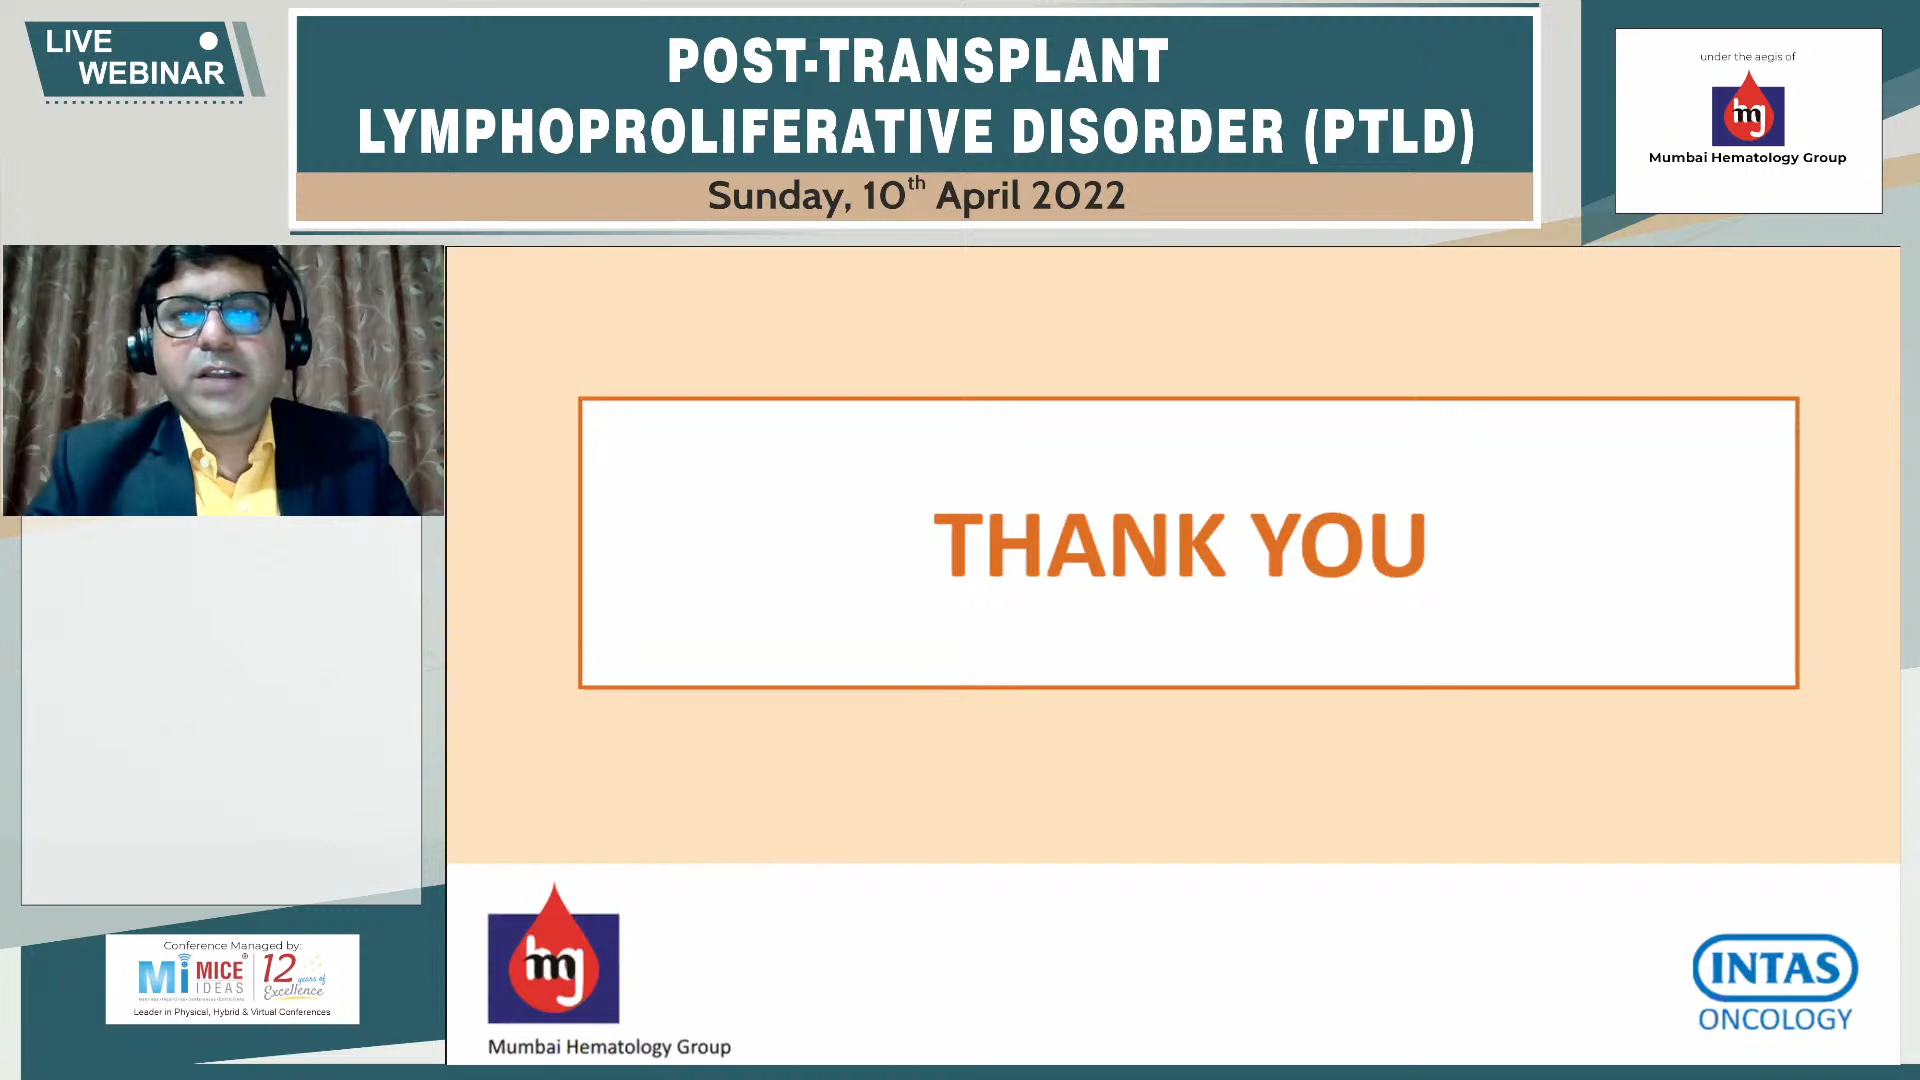 LIVE
WEBINAR
POST-TRANSPLANT
LYMPHOPROLIFERATIVE DISORDER (PTLD)
Sunday, 10th April 2022
under the aegis of
hg
Mumbai Hematology Group
THANK YOU
Conference Managed by:
Mi MICE IDEAS 12 years of Excellence
Leader in Physical, Hybrid & Virtual Conferences
hg
Mumbai Hematology Group
INTAS
ONCOLOGY